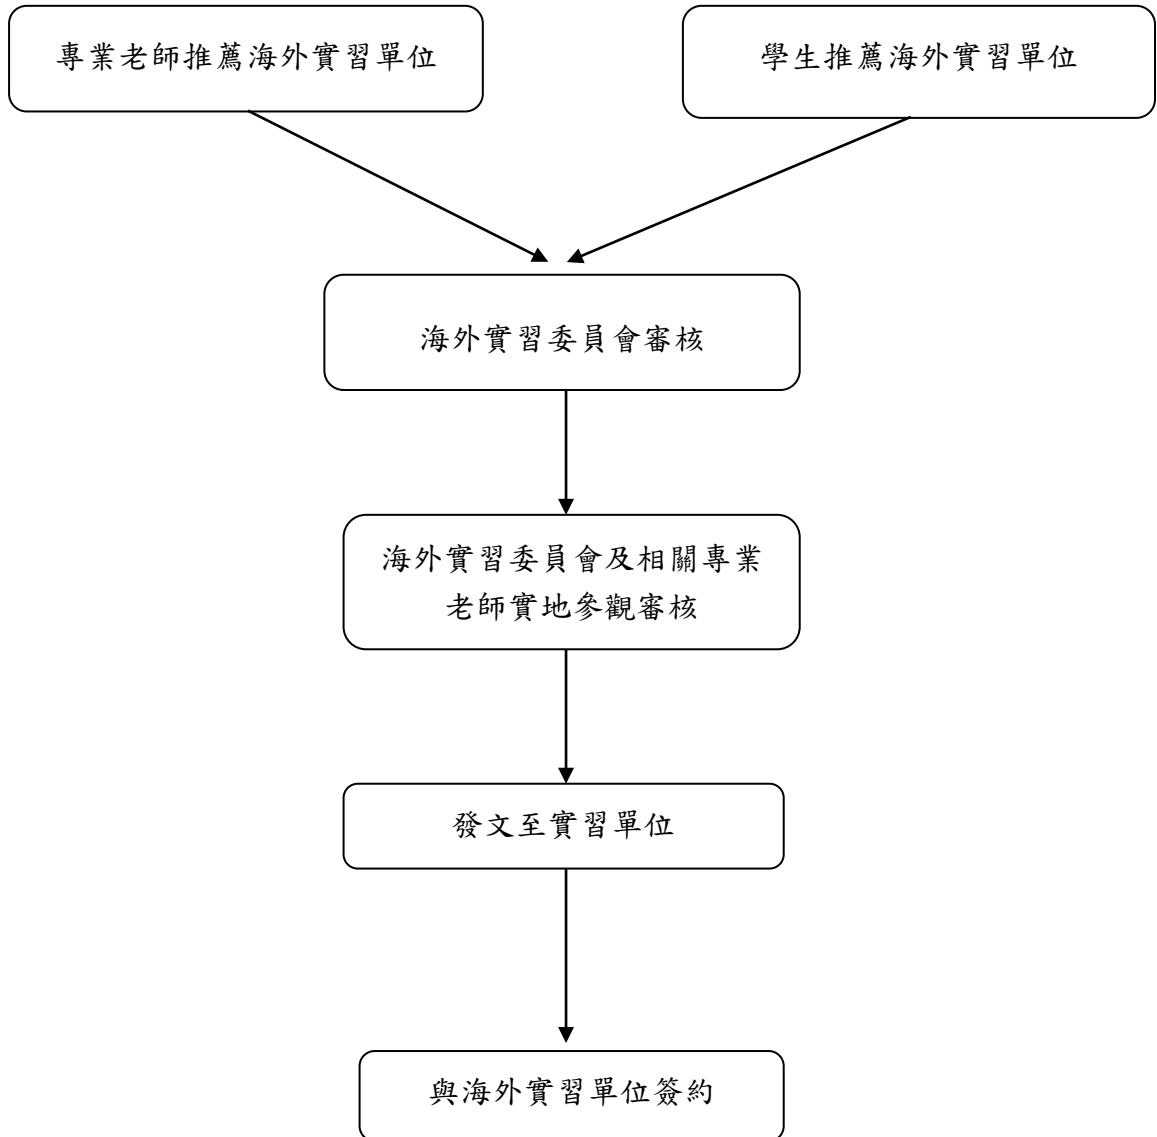 專業老師推薦海外實習單位
學生推薦海外實習單位
海外實習委員會審核
海外實習委員會及相關專業
老師實地參觀審核
發文至實習單位
與海外實習單位簽約